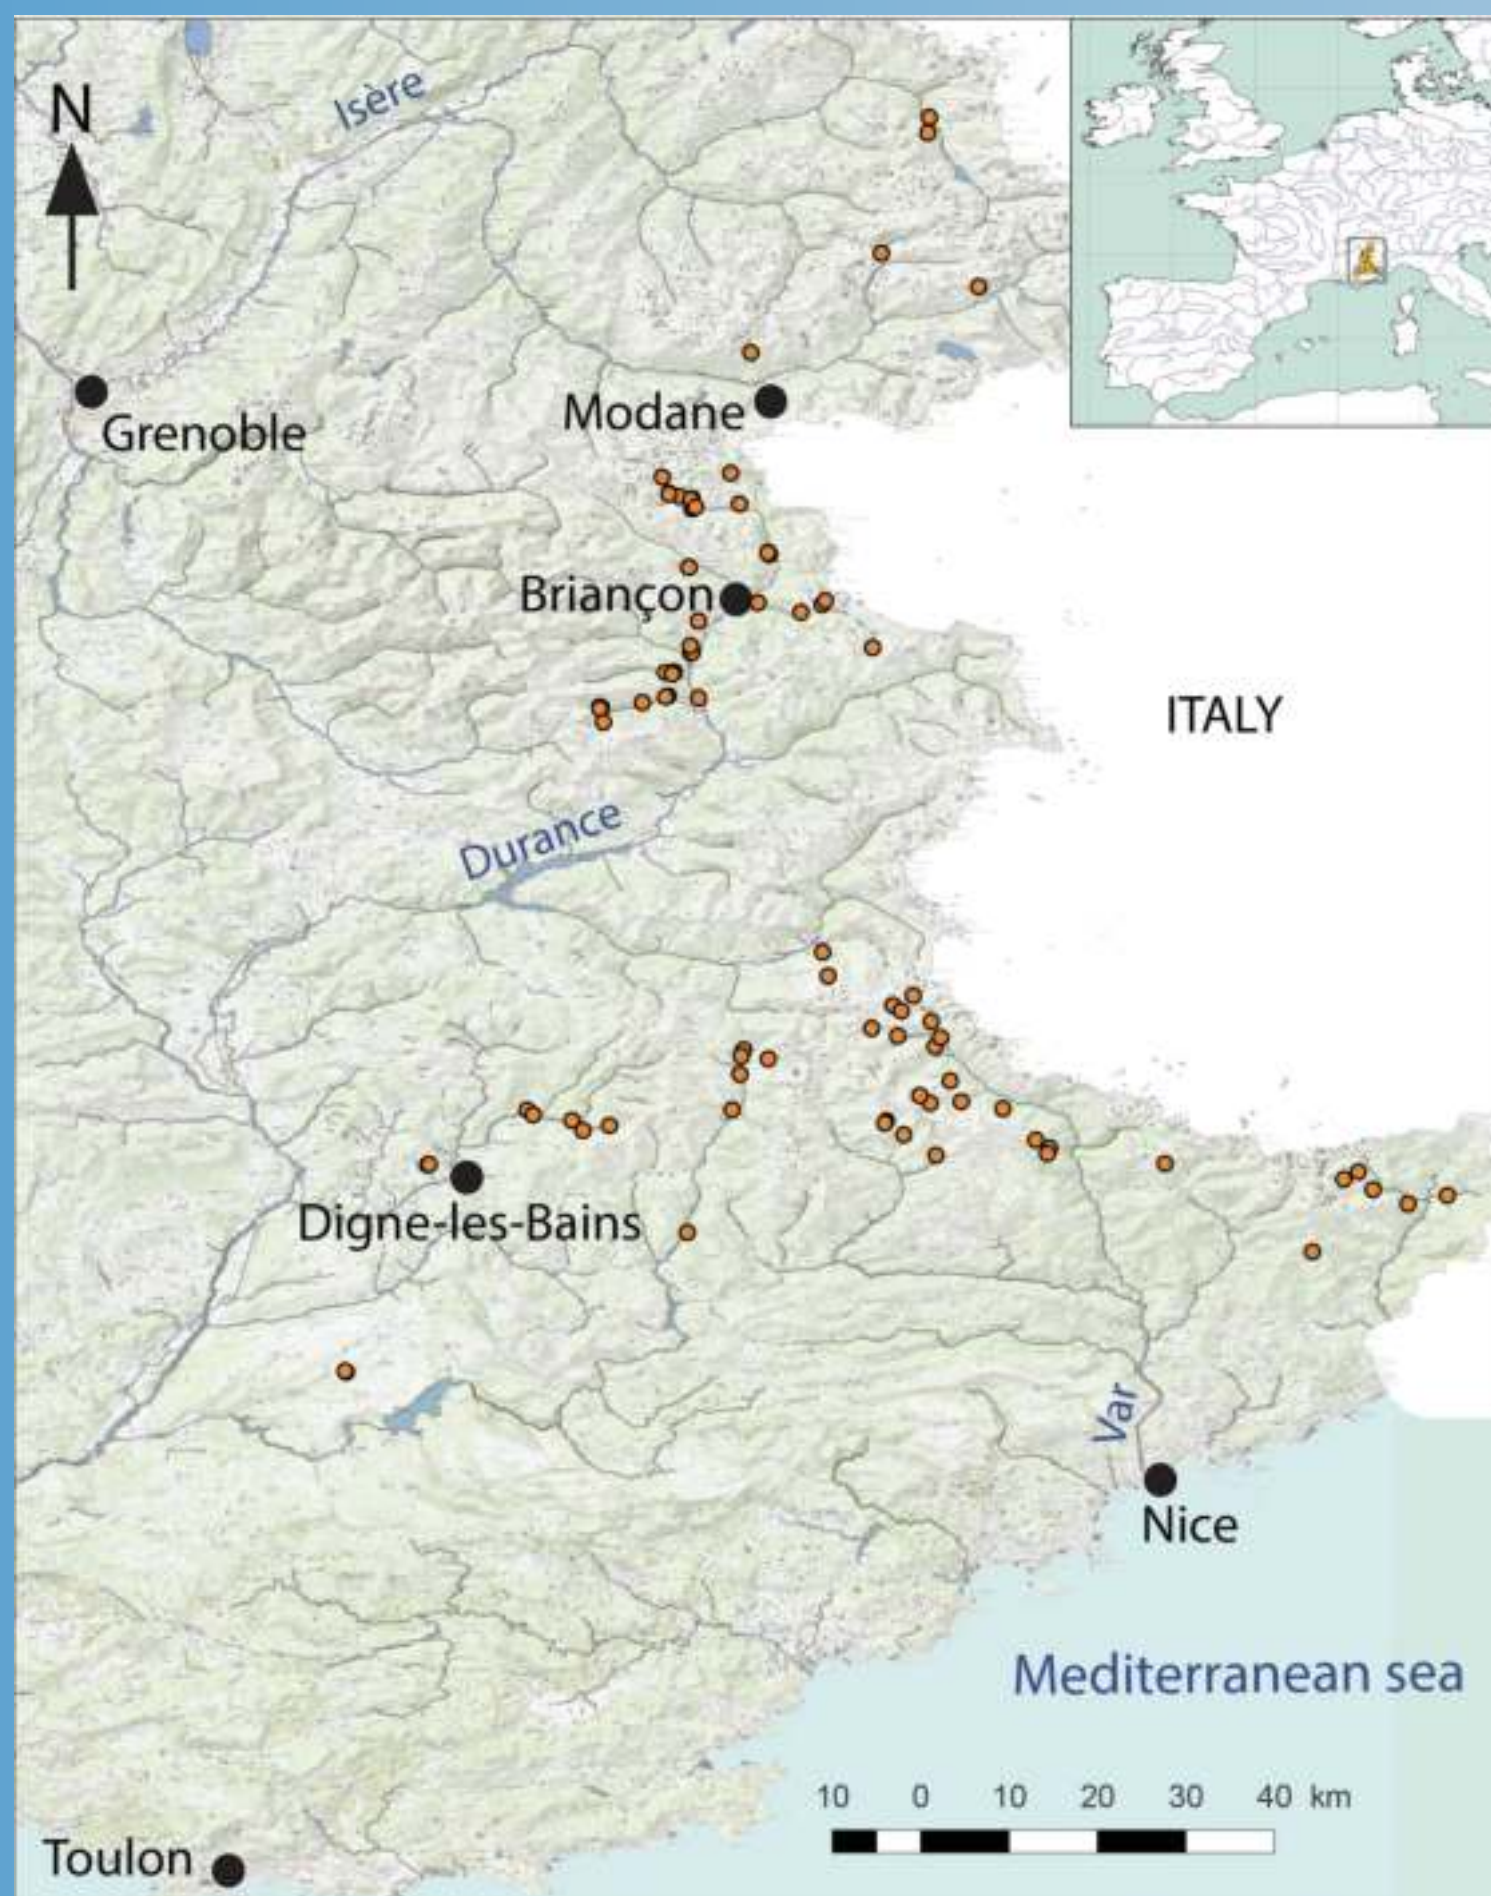 Isère
N
Grenoble
Modane
Briançon
ITALY
Durance
Digne-les-Bains
Var
Nice
Mediterranean sea
10 0 10 20 30 40 km
Toulon